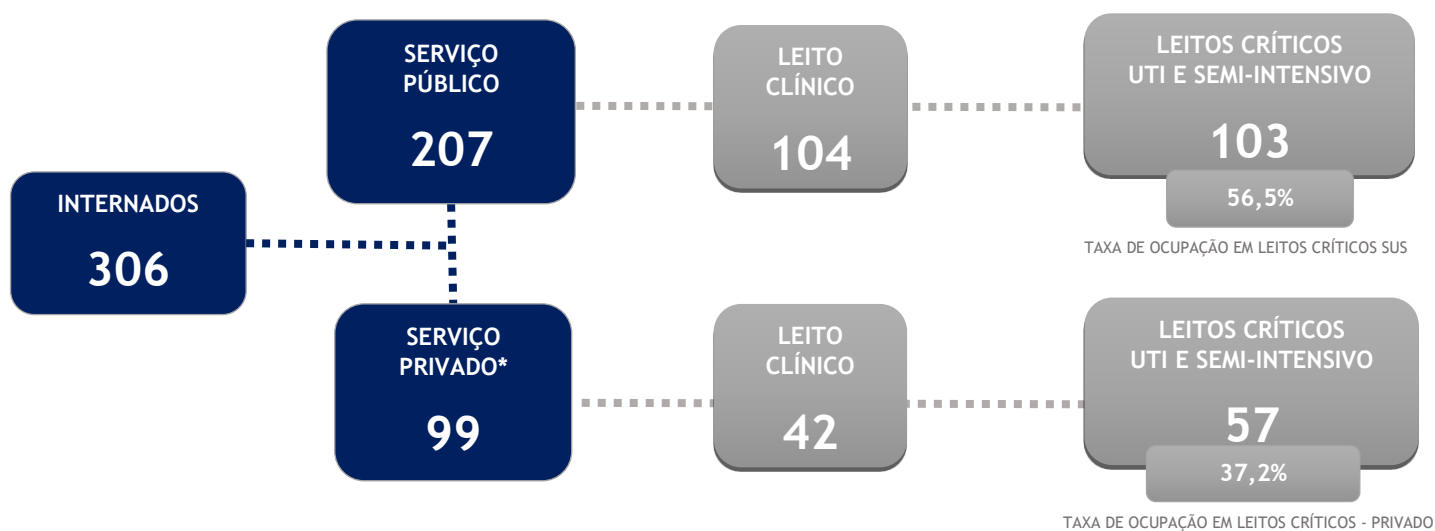 INTERNADOS
306
SERVIÇO
PÚBLICO
207
LEITO
CLÍNICO
104
LEITOS CRÍTICOS
UTI E SEMI-INTENSIVO
103
56,5%
TAXA DE OCUPAÇÃO EM LEITOS CRÍTICOS SUS
SERVIÇO
PRIVADO*
99
LEITO
CLÍNICO
42
LEITOS CRÍTICOS
UTI E SEMI-INTENSIVO
57
37,2%
TAXA DE OCUPAÇÃO EM LEITOS CRÍTICOS - PRIVADO